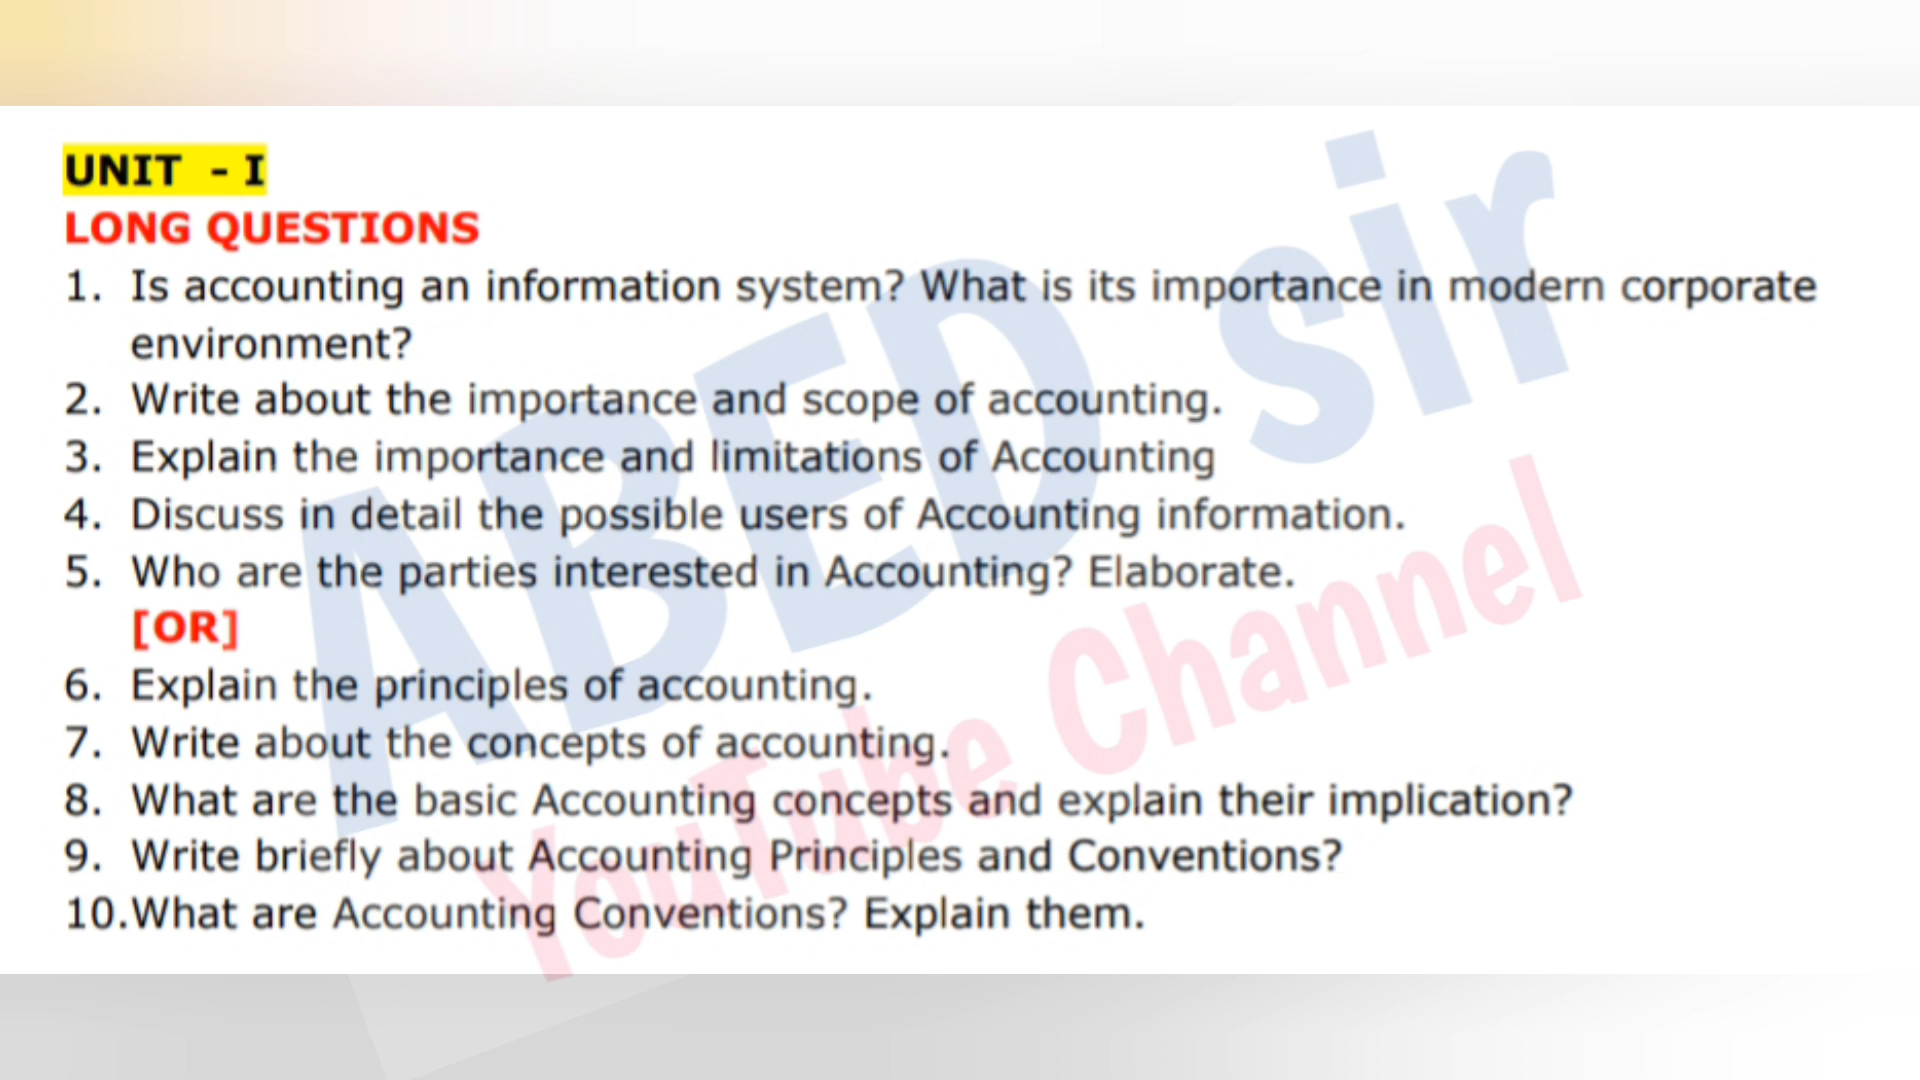 UNIT - I
LONG QUESTIONS
1. Is accounting an information system? What is its importance in modern corporate
environment?
2. Write about the importance and scope of accounting.
3. Explain the importance and limitations of Accounting
4. Discuss in detail the possible users of Accounting information.
5. Who are the parties interested in Accounting? Elaborate.
[OR]
6. Explain the principles of accounting.
7. Write about the concepts of accounting.
8. What are the basic Accounting concepts and explain their implication?
9. Write briefly about Accounting Principles and Conventions?
10.What are Accounting Conventions? Explain them.
ABED sir
YouTube Channel